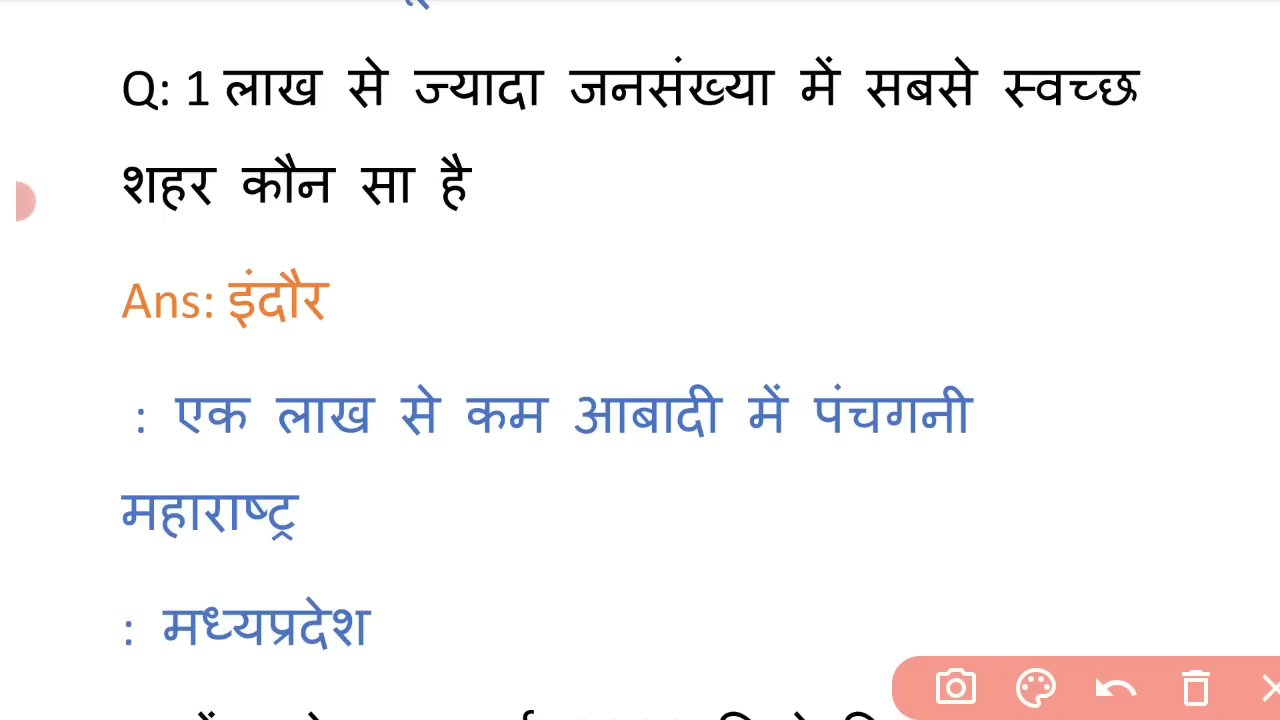 Q: 1 लाख से ज्यादा जनसंख्या में सबसे स्वच्छ
शहर कौन सा है
Ans: इंदौर
: एक लाख से कम आबादी में पंचगनी
महाराष्ट्र
: मध्यप्रदेश